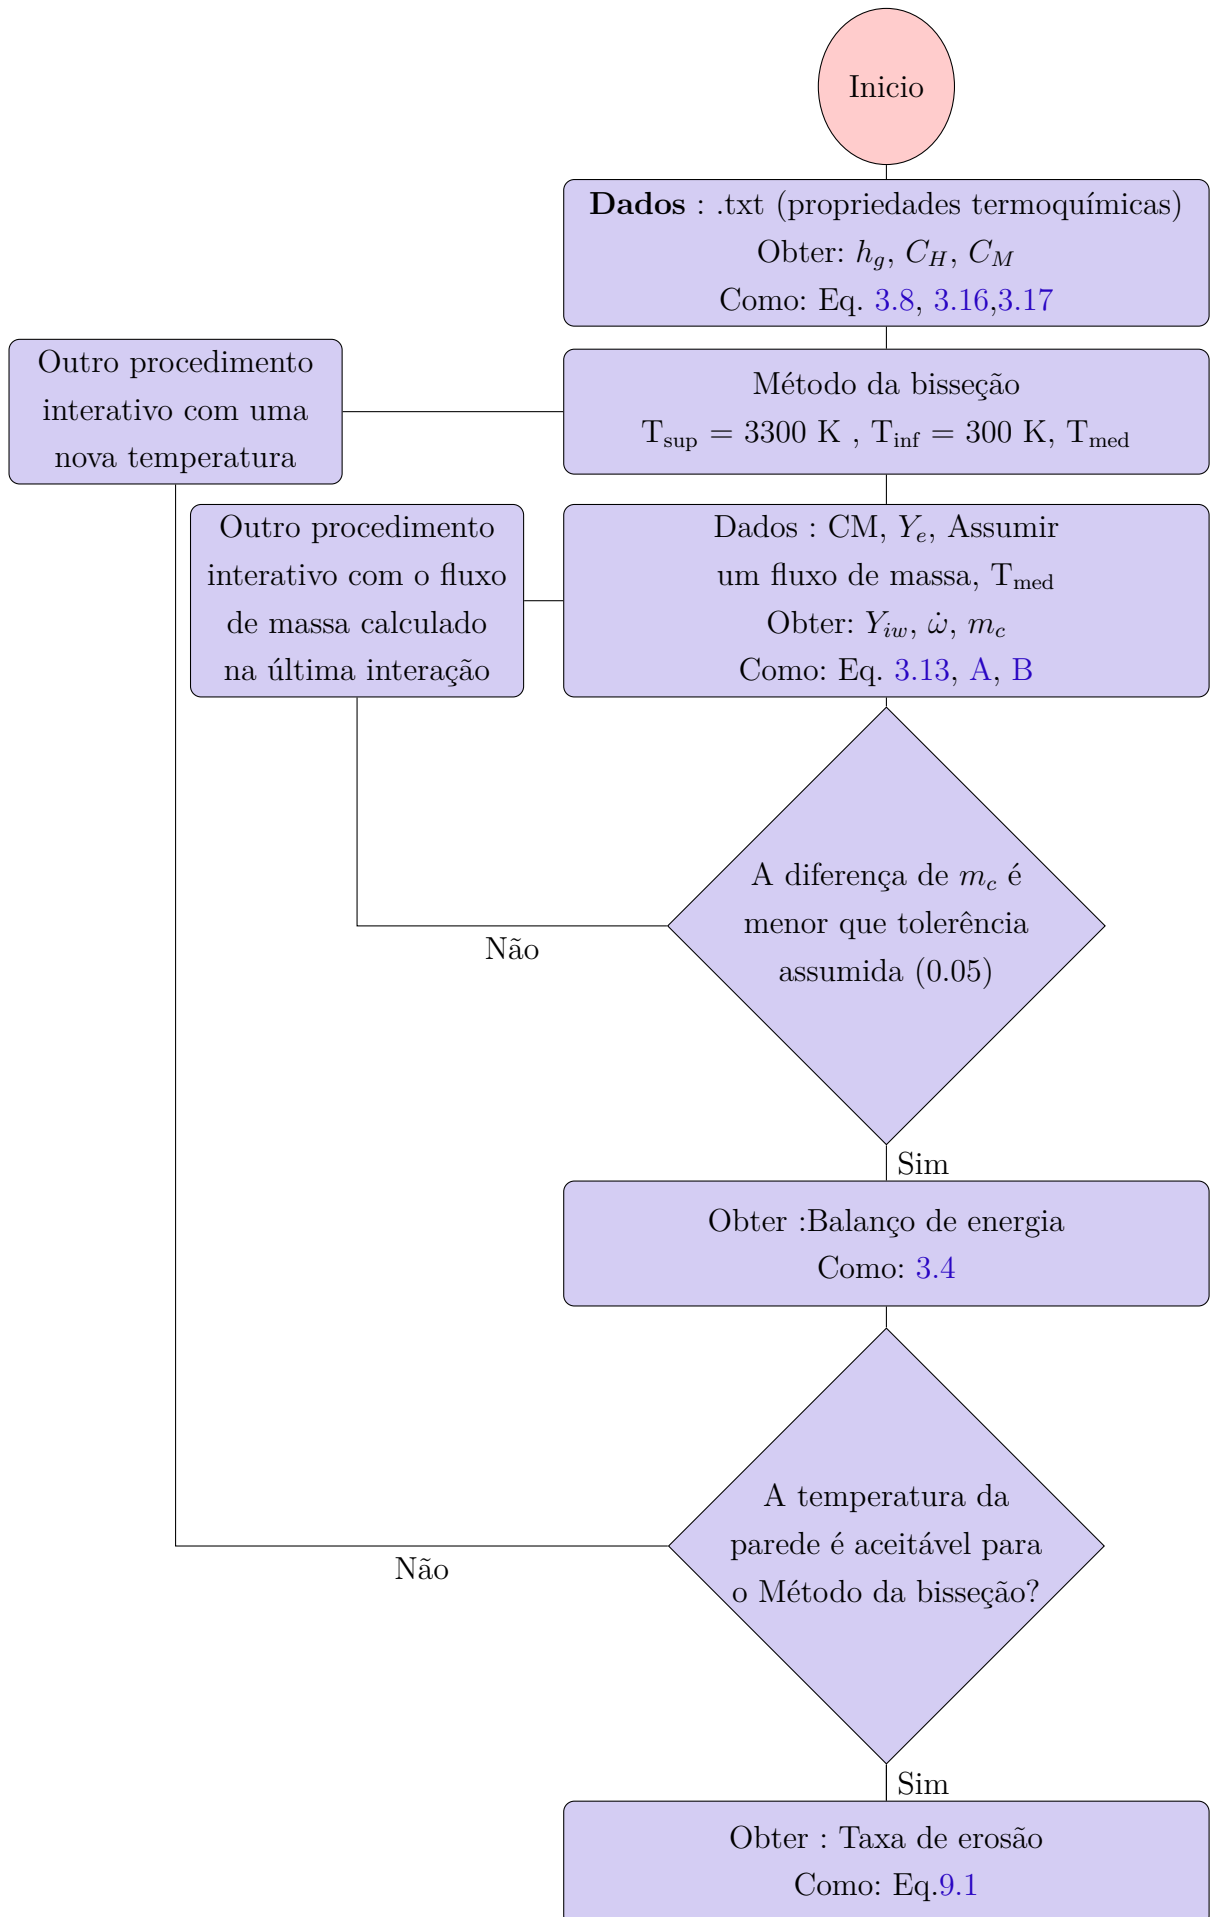 Inicio
Dados : .txt (propriedades termoquímicas)
Obter: h_g, C_H, C_M
Como: Eq. 3.8, 3.16,3.17
Outro procedimento
interativo com uma
nova temperatura
Método da bisseção
T_sup = 3300 K , T_inf = 300 K, T_med
Outro procedimento
interativo com o fluxo
de massa calculado
na última interação
Dados : CM, Y_e, Assumir
um fluxo de massa, T_med
Obter: Y_iw, ω̇, m_c
Como: Eq. 3.13, A, B
A diferença de m_c é
menor que tolerência
assumida (0.05)
Não
Sim
Obter :Balanço de energia
Como: 3.4
A temperatura da
parede é aceitável para
o Método da bisseção?
Não
Sim
Obter : Taxa de erosão
Como: Eq.9.1